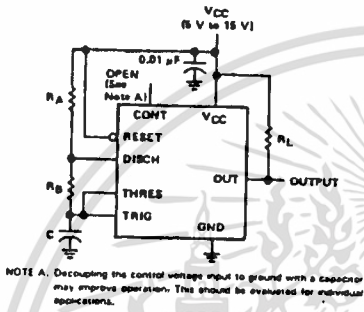 VCC
(5 V to 15 V)
0.01 µF
OPEN
(See
Note A)
RA
CONT
VCC
RL
RESET
DISCH
RB
OUT
OUTPUT
THRES
TRIG
C
GND
NOTE A. Decoupling the control voltage input to ground with a capacitor
may improve operation. This should be evaluated for individual
applications.